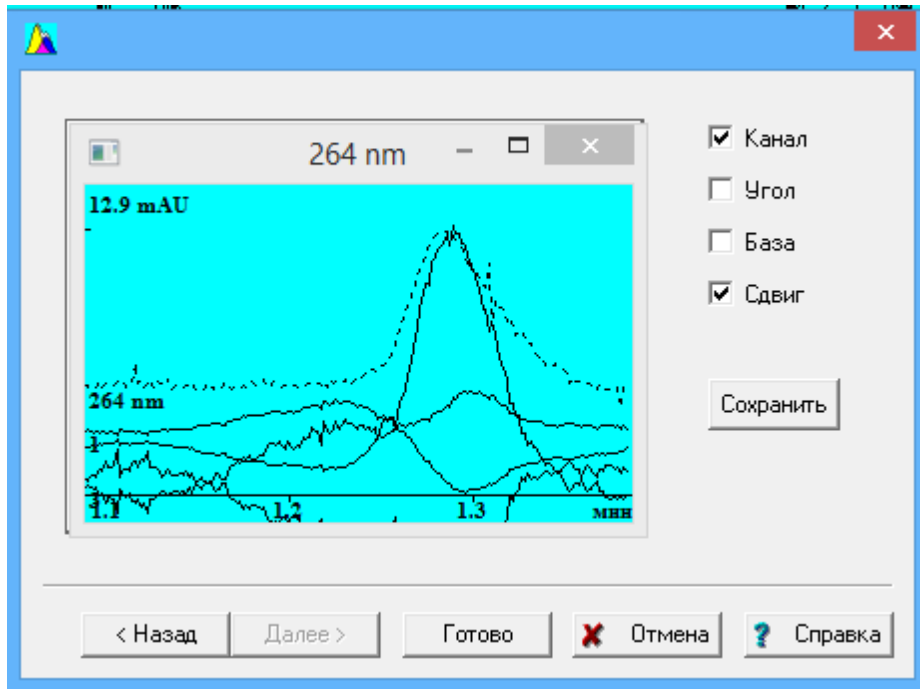 264 nm
12.9 mAU
264 nm
1
1.1 1.2 1.3 мин
Канал
Угол
База
Сдвиг
Сохранить
< Назад Далее > Готово Отмена ? Справка